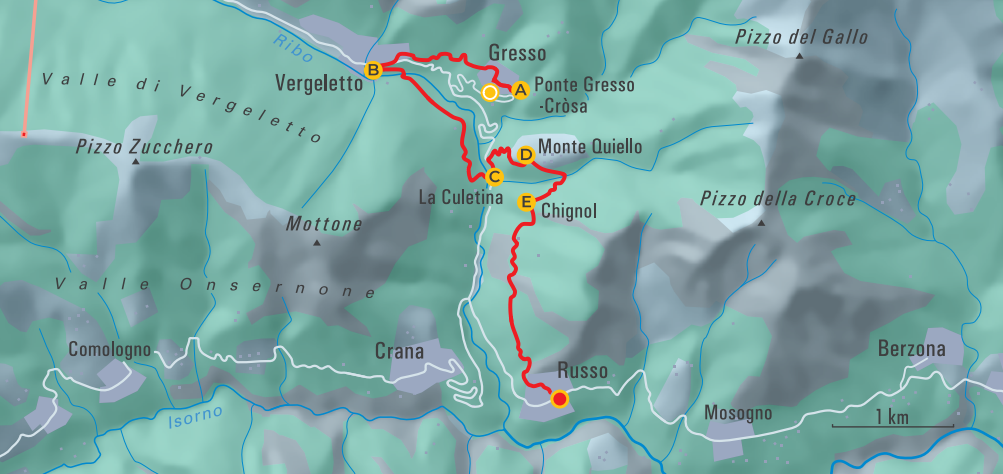 Ribo
Pizzo del Gallo
Gresso
B
Vergeletto
A
Ponte Gresso
-Cròsa
Valle di Vergeletto
Pizzo Zucchero
D
Monte Quiello
C
La Culetina
E
Chignol
Pizzo della Croce
Mottone
Valle Onsernone
Comologno
Crana
Russo
Berzona
Isorno
Mosogno
1 km